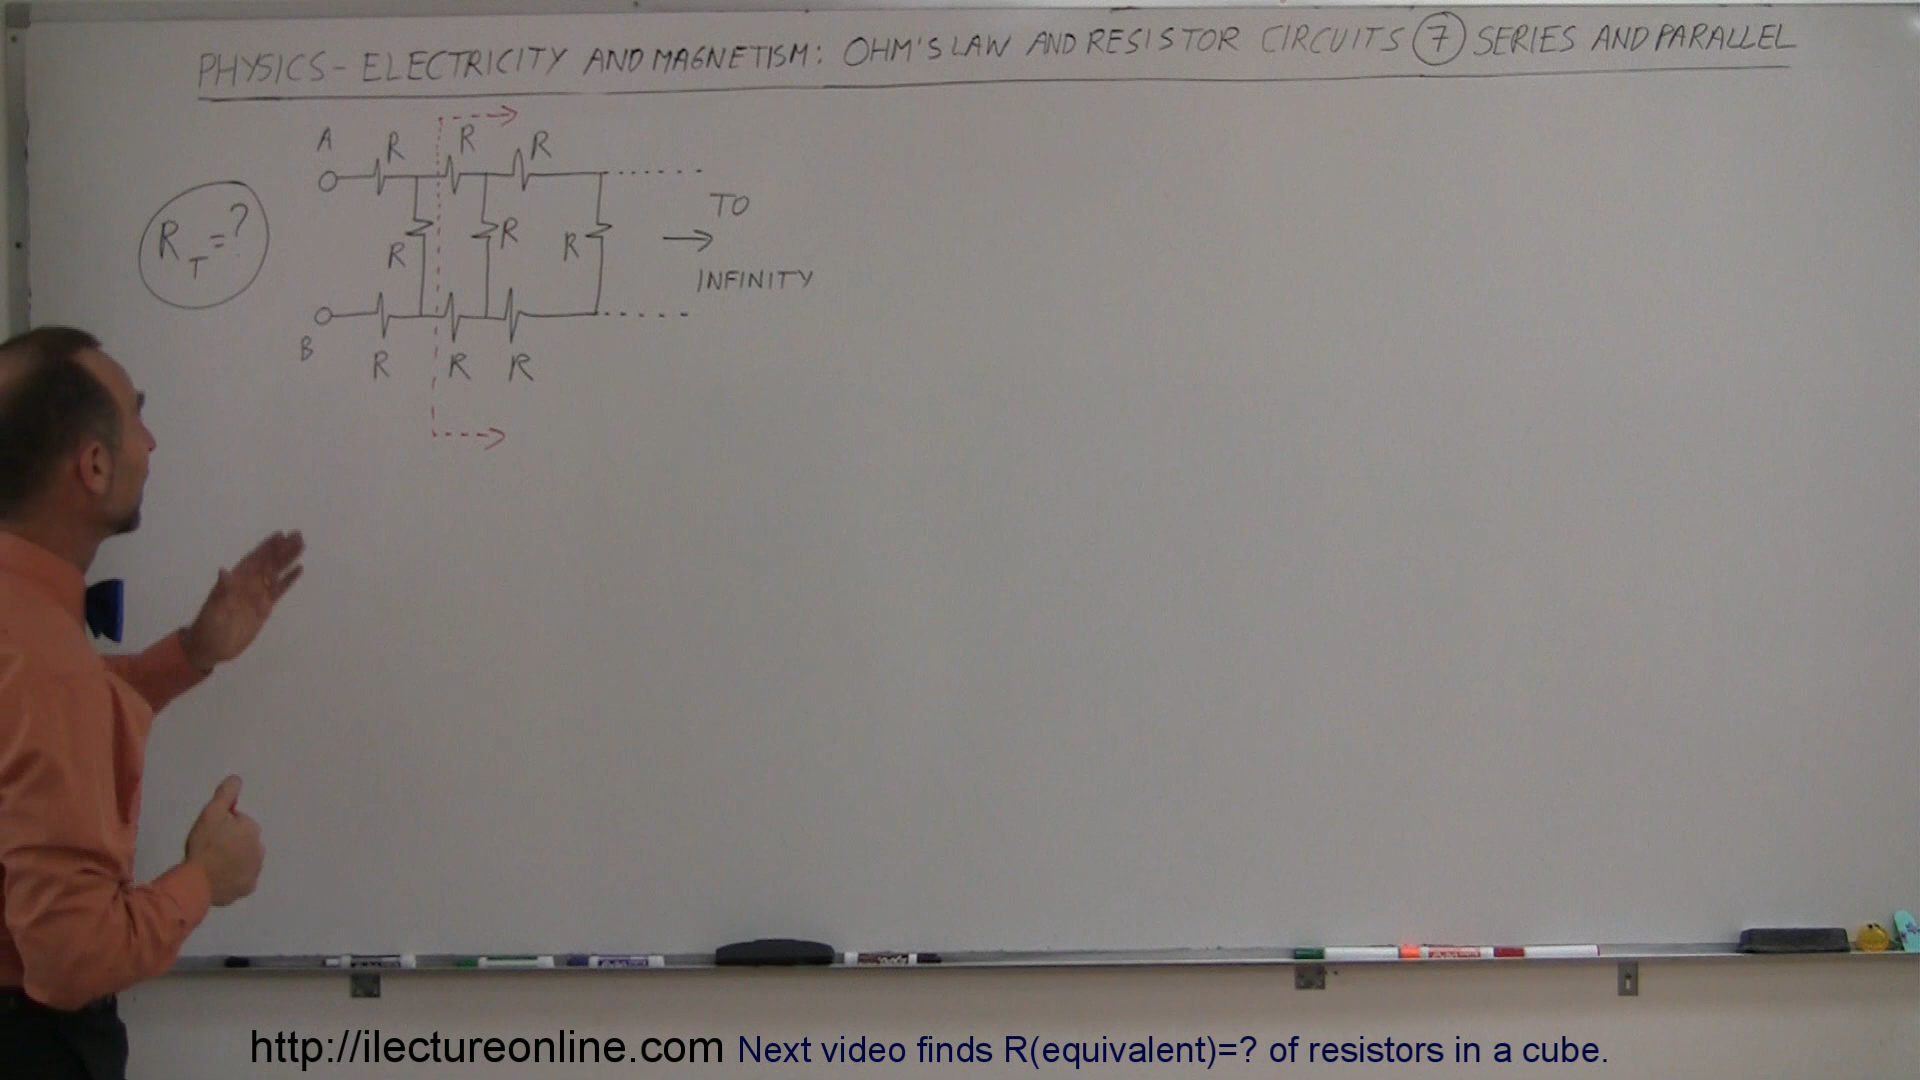 PHYSICS - ELECTRICITY AND MAGNETISM: OHM'S LAW AND RESISTOR CIRCUITS 7 SERIES AND PARALLEL
A R R R
R_T = ?
R R R
TO
INFINITY
B
R R R
http://ilectureonline.com Next video finds R(equivalent)=? of resistors in a cube.